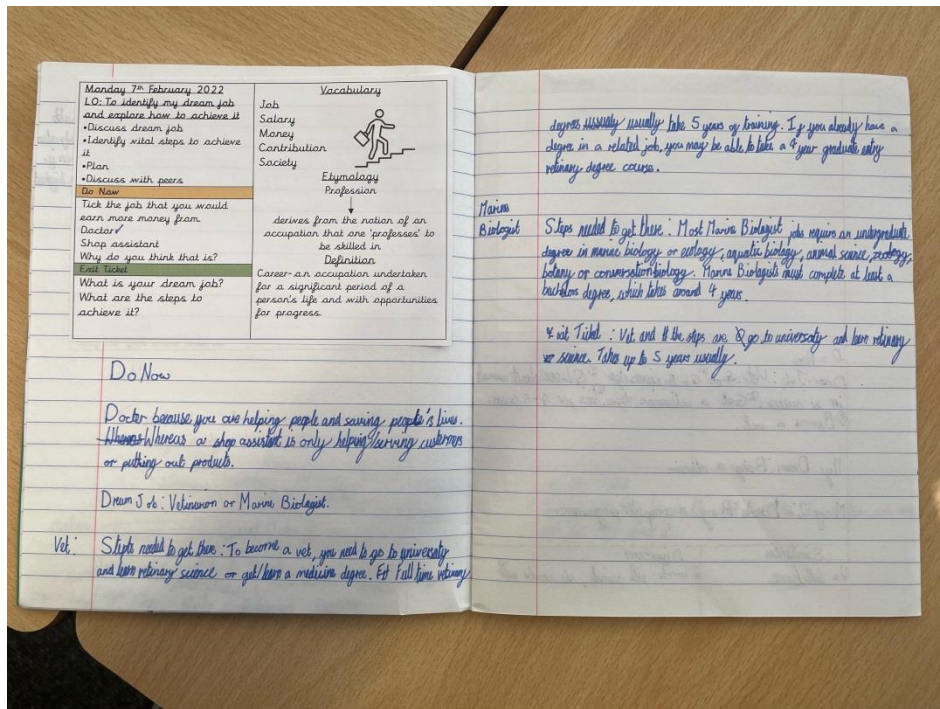 Monday 7th February 2022
LO: To identify my dream job
and explore how to achieve it
•Discuss dream job
•Identify vital steps to achieve
it
•Plan
•Discuss with peers
Do Now
Tick the job that you would
earn more money from
Doctor✓
Shop assistant
Why do you think that is?
Exit Ticket
What is your dream job?
What are the steps to
achieve it?
Vocabulary
Job
Salary
Money
Contribution
Society
Etymology
Profession
derives from the notion of an
occupation that one 'professes' to
be skilled in
Definition
Career- an occupation undertaken
for a significant period of a
person's life and with opportunities
for progress.
Do Now
Docter because you are helping people and saving people's lives.
Whereas a shop assistant is only helping/serving customers
or putting out products.
Dream Job: Vetinarion or Marine Biologist.
Vet: Stepts needed to get there: To become a vet, you need to go to university
and learn vetinary science or get/learn a medicine degree. Full time vetinary
degrees usually take 5 years of training. If you already have a
degree in a related job, you may be able to take a 4 year graduate entry
vetinary degree course.
Marine
Biologist Steps needed to get there: Most Marine Biologist jobs require an undergraduate
degree in marine biology or ecology, aquatic biology, animal science, zoology,
botany or conversation biology. Marine Biologists must complete at least a
bachelors degree, which takes around 4 years.
Exit Ticket: Vet and the steps are go to university and learn vetinary
science. Takes up to 5 years usually.